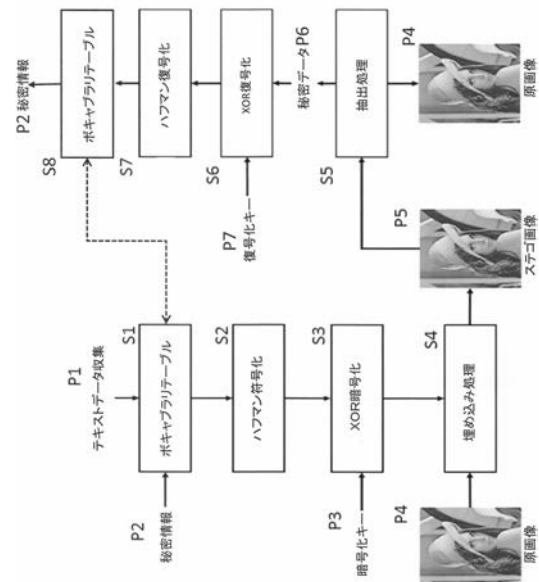 P1
テキストデータ収集
P2
秘密情報
S1
ボキャブラリテーブル
S2
ハフマン符号化
P3
暗号化キー
S3
XOR暗号化
P4
原画像
S4
埋め込み処理
P5
ステゴ画像
S5
抽出処理
P4
原画像
秘密データ P6
P7
復号化キー
S6
XOR復号化
S7
ハフマン復号化
S8
ボキャブラリテーブル
P2 秘密情報